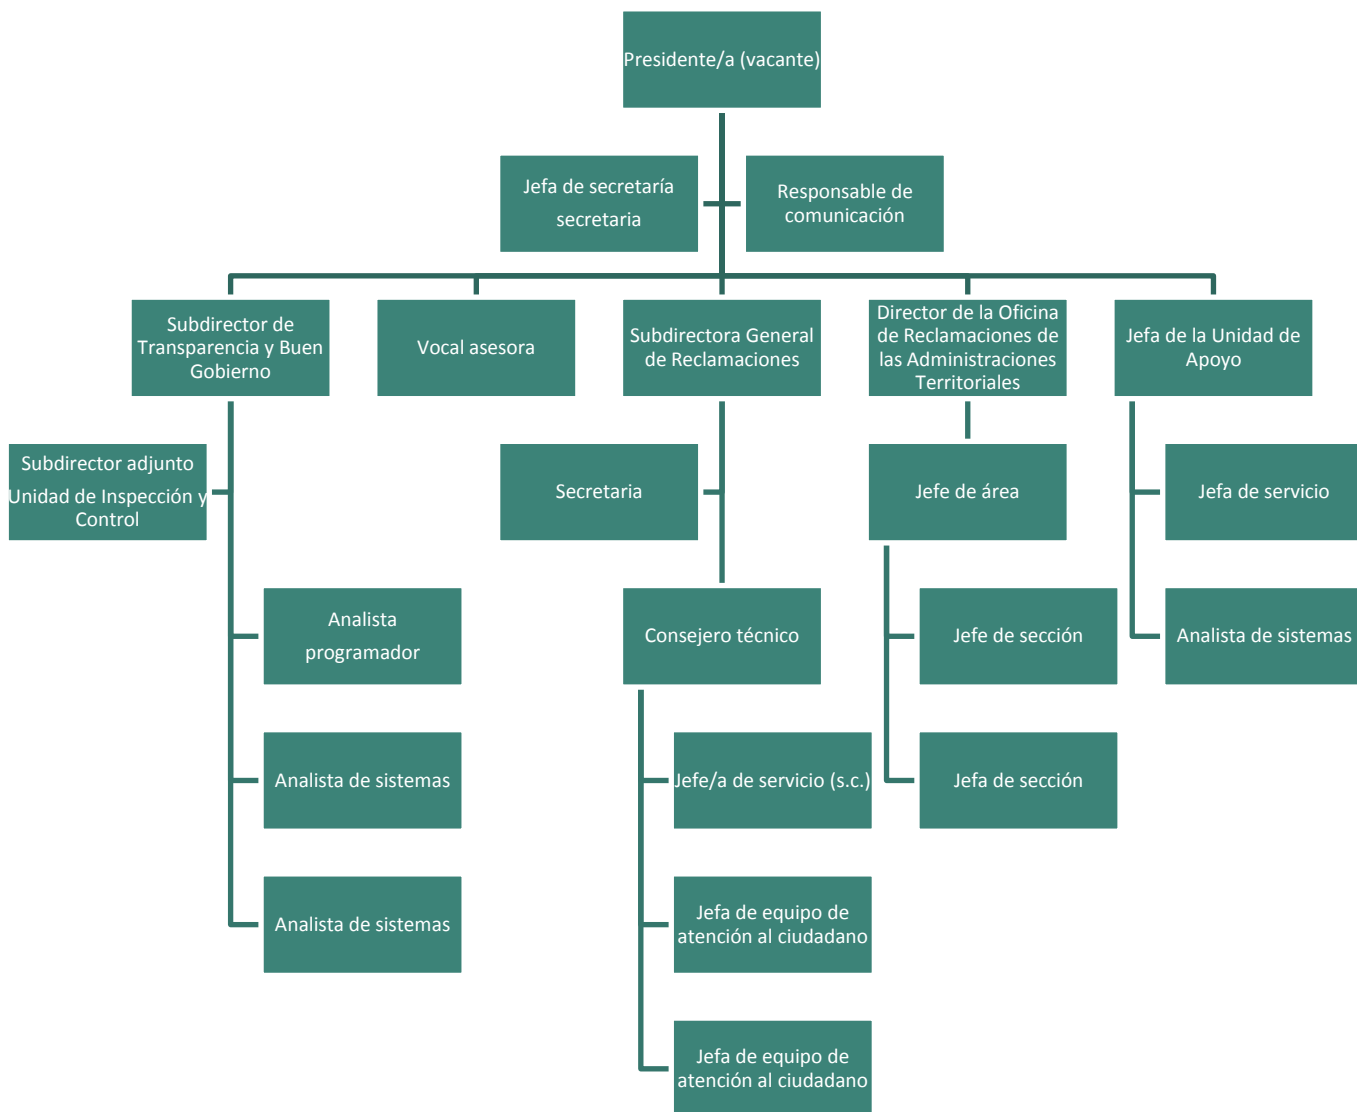 Presidente/a (vacante)
Jefa de secretaría
secretaria
Responsable de
comunicación
Subdirector de
Transparencia y Buen
Gobierno
Vocal asesora
Subdirectora General
de Reclamaciones
Director de la Oficina
de Reclamaciones de
las Administraciones
Territoriales
Jefa de la Unidad de
Apoyo
Subdirector adjunto
Unidad de Inspección y
Control
Secretaria
Jefe de área
Jefa de servicio
Analista
programador
Consejero técnico
Jefe de sección
Analista de sistemas
Analista de sistemas
Jefe/a de servicio (s.c.)
Jefa de sección
Analista de sistemas
Jefa de equipo de
atención al ciudadano
Jefa de equipo de
atención al ciudadano